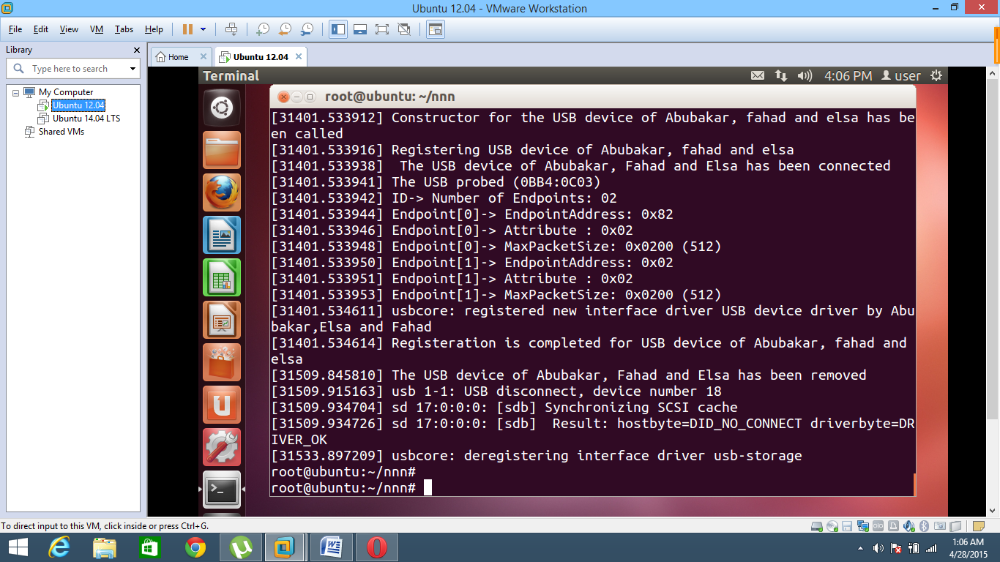 Ubuntu 12.04 - VMware Workstation
File Edit View VM Tabs Help
Library
Type here to search
My Computer
Ubuntu 12.04
Ubuntu 14.04 LTS
Shared VMs
Home
Ubuntu 12.04
Terminal
4:06 PM
user
root@ubuntu: ~/nnn
[31401.533912] Constructor for the USB device of Abubakar, fahad and elsa has be
en called
[31401.533916] Registering USB device of Abubakar, fahad and elsa
[31401.533938]  The USB device of Abubakar, Fahad and Elsa has been connected
[31401.533941] The USB probed (0BB4:0C03)
[31401.533942] ID-> Number of Endpoints: 02
[31401.533944] Endpoint[0]-> EndpointAddress: 0x82
[31401.533946] Endpoint[0]-> Attribute : 0x02
[31401.533948] Endpoint[0]-> MaxPacketSize: 0x0200 (512)
[31401.533950] Endpoint[1]-> EndpointAddress: 0x02
[31401.533951] Endpoint[1]-> Attribute : 0x02
[31401.533953] Endpoint[1]-> MaxPacketSize: 0x0200 (512)
[31401.534611] usbcore: registered new interface driver USB device driver by Abu
bakar,Elsa and Fahad
[31401.534614] Registeration is completed for USB device of Abubakar, fahad and
elsa
[31509.845810] The USB device of Abubakar, Fahad and Elsa has been removed
[31509.915163] usb 1-1: USB disconnect, device number 18
[31509.934704] sd 17:0:0:0: [sdb] Synchronizing SCSI cache
[31509.934726] sd 17:0:0:0: [sdb]  Result: hostbyte=DID_NO_CONNECT driverbyte=DR
IVER_OK
[31533.897209] usbcore: deregistering interface driver usb-storage
root@ubuntu:~/nnn#
root@ubuntu:~/nnn#
To direct input to this VM, click inside or press Ctrl+G.
1:06 AM
4/28/2015